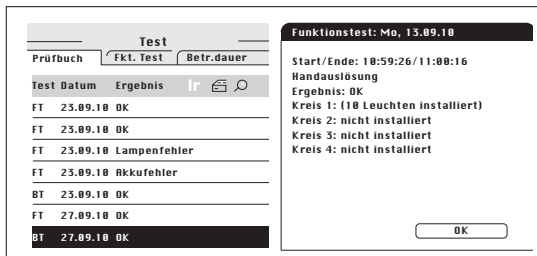 Test
Prüfbuch Fkt. Test Betr.dauer
Test Datum Ergebnis Ir
FT 23.09.10 OK
FT 23.09.10 OK
FT 23.09.10 Lampenfehler
FT 23.09.10 Akkufehler
BT 23.09.10 OK
FT 27.09.10 OK
BT 27.09.10 OK
Funktionstest: Mo, 13.09.10
Start/Ende: 10:59:26/11:00:16
Handauslösung
Ergebnis: OK
Kreis 1: (10 Leuchten installiert)
Kreis 2: nicht installiert
Kreis 3: nicht installiert
Kreis 4: nicht installiert
OK